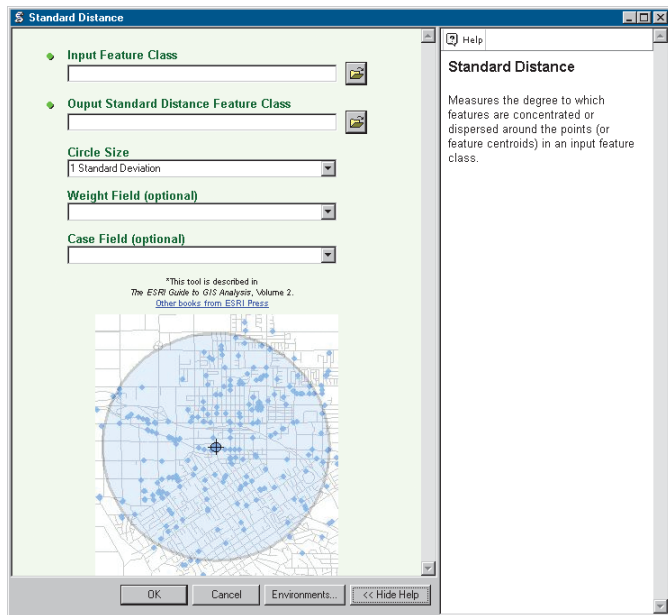 Standard Distance
Input Feature Class
Ouput Standard Distance Feature Class
Circle Size
1 Standard Deviation
Weight Field (optional)
Case Field (optional)
*This tool is described in
The ESRI Guide to GIS Analysis, Volume 2.
Other books from ESRI Press
OK
Cancel
Environments...
<< Hide Help
Help
Standard Distance
Measures the degree to which
features are concentrated or
dispersed around the points (or
feature centroids) in an input feature
class.